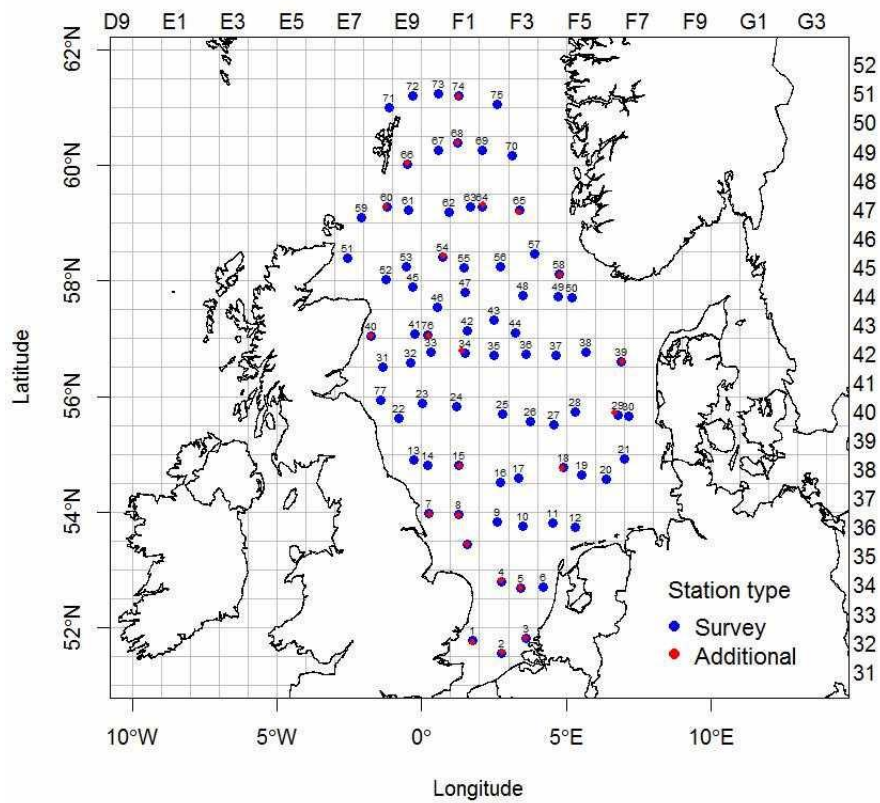 D9 E1 E3 E5 E7 E9 F1 F3 F5 F7 F9 G1 G3
62°N
52
51
50
49
48
47
46
45
44
43
42
41
40
39
38
37
36
35
34
33
32
31
60°N
58°N
56°N
54°N
52°N
Latitude
71 72 73 74 75
66 67 68 69 70
59 60 61 62 63 64 65
51 52 53 54 55 56 57 58
45 46 47 48 49 50
40 41 76 42 43 44
31 32 33 34 35 36 37 38 39
77 22 23 24 25 26 27 28 29 30
13 14 15 16 17 18 19 20 21
7 8 9 10 11 12
4 5 6
1 2 3
Station type
Survey
Additional
10°W 5°W 0° 5°E 10°E
Longitude